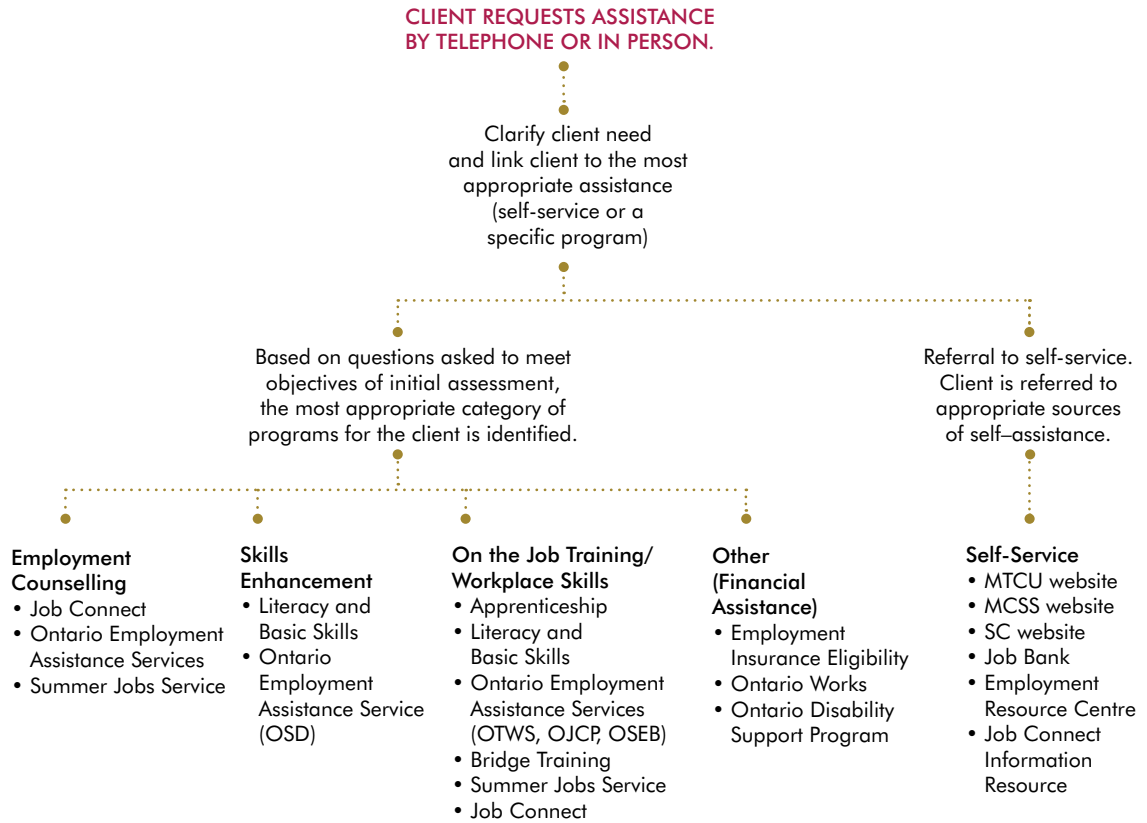 CLIENT REQUESTS ASSISTANCE
BY TELEPHONE OR IN PERSON.
Clarify client need
and link client to the most
appropriate assistance
(self-service or a
specific program)
Based on questions asked to meet
objectives of initial assessment,
the most appropriate category of
programs for the client is identified.
Referral to self-service.
Client is referred to
appropriate sources
of self–assistance.
Employment
Counselling
• Job Connect
• Ontario Employment
Assistance Services
• Summer Jobs Service
Skills
Enhancement
• Literacy and
Basic Skills
• Ontario
Employment
Assistance Service
(OSD)
On the Job Training/
Workplace Skills
• Apprenticeship
• Literacy and
Basic Skills
• Ontario Employment
Assistance Services
(OTWS, OJCP, OSEB)
• Bridge Training
• Summer Jobs Service
• Job Connect
Other
(Financial
Assistance)
• Employment
Insurance Eligibility
• Ontario Works
• Ontario Disability
Support Program
Self-Service
• MTCU website
• MCSS website
• SC website
• Job Bank
• Employment
Resource Centre
• Job Connect
Information
Resource